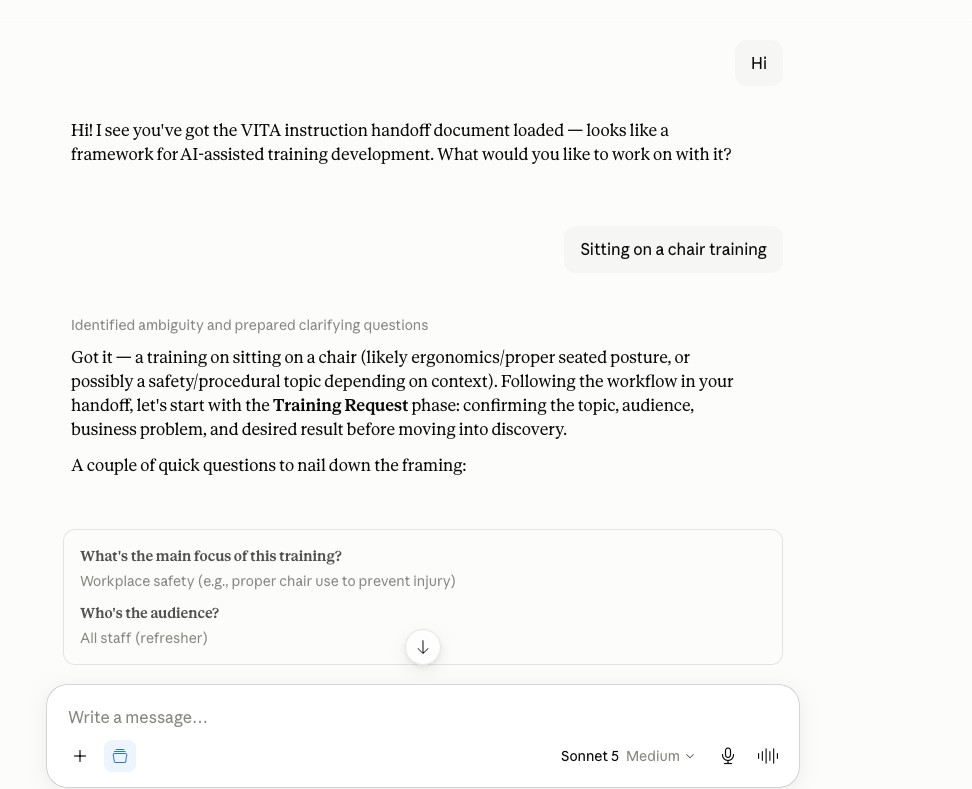 Hi
Hi! I see you've got the VITA instruction handoff document loaded — looks like a
framework for AI-assisted training development. What would you like to work on with it?
Sitting on a chair training
Identified ambiguity and prepared clarifying questions
Got it — a training on sitting on a chair (likely ergonomics/proper seated posture, or
possibly a safety/procedural topic depending on context). Following the workflow in your
handoff, let's start with the Training Request phase: confirming the topic, audience,
business problem, and desired result before moving into discovery.
A couple of quick questions to nail down the framing:
What's the main focus of this training?
Workplace safety (e.g., proper chair use to prevent injury)
Who's the audience?
All staff (refresher)
Write a message...
Sonnet 5 Medium